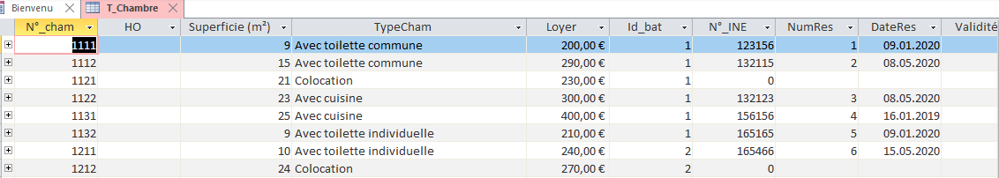 Bienvenu T_Chambre
N°_cham HO Superficie (m²) TypeCham Loyer Id_bat N°_INE NumRes DateRes Validité
1111 9 Avec toilette commune 200,00 € 1 123156 1 09.01.2020
1112 15 Avec toilette commune 290,00 € 1 132115 2 08.05.2020
1121 21 Colocation 230,00 € 1 0
1122 23 Avec cuisine 300,00 € 1 132123 3 08.05.2020
1131 25 Avec cuisine 400,00 € 1 156156 4 16.01.2019
1132 9 Avec toilette individuelle 210,00 € 1 165165 5 09.01.2020
1211 10 Avec toilette individuelle 240,00 € 2 165466 6 15.05.2020
1212 24 Colocation 270,00 € 2 0